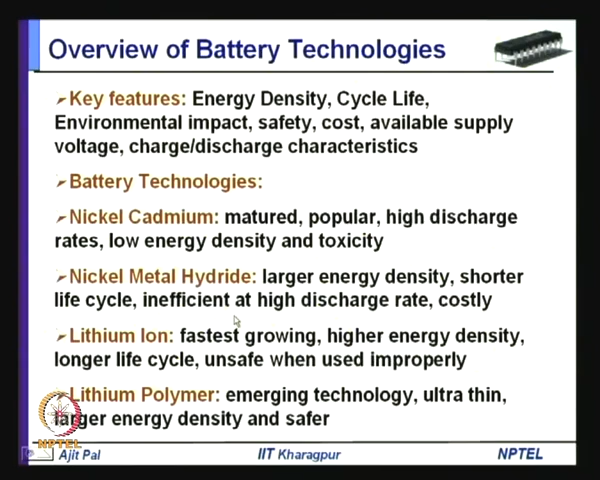 Overview of Battery Technologies
➢Key features: Energy Density, Cycle Life,
Environmental impact, safety, cost, available supply
voltage, charge/discharge characteristics
➢Battery Technologies:
➢Nickel Cadmium: matured, popular, high discharge
rates, low energy density and toxicity
➢Nickel Metal Hydride: larger energy density, shorter
life cycle, inefficient at high discharge rate, costly
➢Lithium Ion: fastest growing, higher energy density,
longer life cycle, unsafe when used improperly
➢Lithium Polymer: emerging technology, ultra thin,
larger energy density and safer
NPTEL
Ajit Pal
IIT Kharagpur
NPTEL